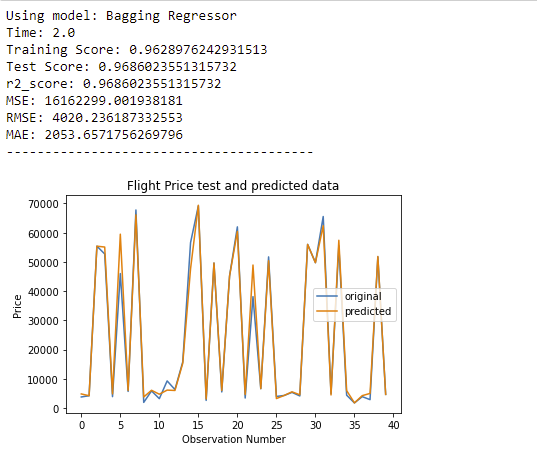 Using model: Bagging Regressor
Time: 2.0
Training Score: 0.9628976242931513
Test Score: 0.9686023551315732
r2_score: 0.9686023551315732
MSE: 16162299.001938181
RMSE: 4020.236187332553
MAE: 2053.6571756269796
----------------------------------------
Flight Price test and predicted data
70000
60000
50000
40000
30000
20000
10000
0
Price
original
predicted
0 5 10 15 20 25 30 35 40
Observation Number